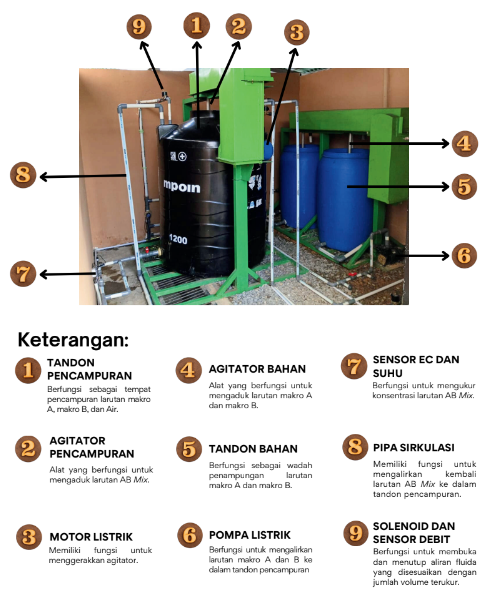 9
1
2
3
4
8
5
6
7
mpoin
1200
Keterangan:
1 TANDON
PENCAMPURAN
Berfungsi sebagai tempat
pencampuran larutan makro
A, makro B, dan Air.
4 AGITATOR BAHAN
Alat yang berfungsi untuk
mengaduk larutan makro A
dan makro B.
7 SENSOR EC DAN
SUHU
Berfungsi untuk mengukur
konsentrasi larutan AB Mix.
2 AGITATOR
PENCAMPURAN
Alat yang berfungsi untuk
mengaduk larutan AB Mix.
5 TANDON BAHAN
Berfungsi sebagai wadah
penampungan larutan
makro A dan makro B.
8 PIPA SIRKULASI
Memiliki fungsi untuk
mengalirkan kembali
larutan AB Mix ke dalam
tandon pencampuran.
3 MOTOR LISTRIK
Memiliki fungsi untuk
menggerakkan agitator.
6 POMPA LISTRIK
Berfungsi untuk mengalirkan
larutan makro A dan B ke
dalam tandon pencampuran
9 SOLENOID DAN
SENSOR DEBIT
Berfungsi untuk membuka
dan menutup aliran fluida
yang disesuaikan dengan
jumlah volume terukur.